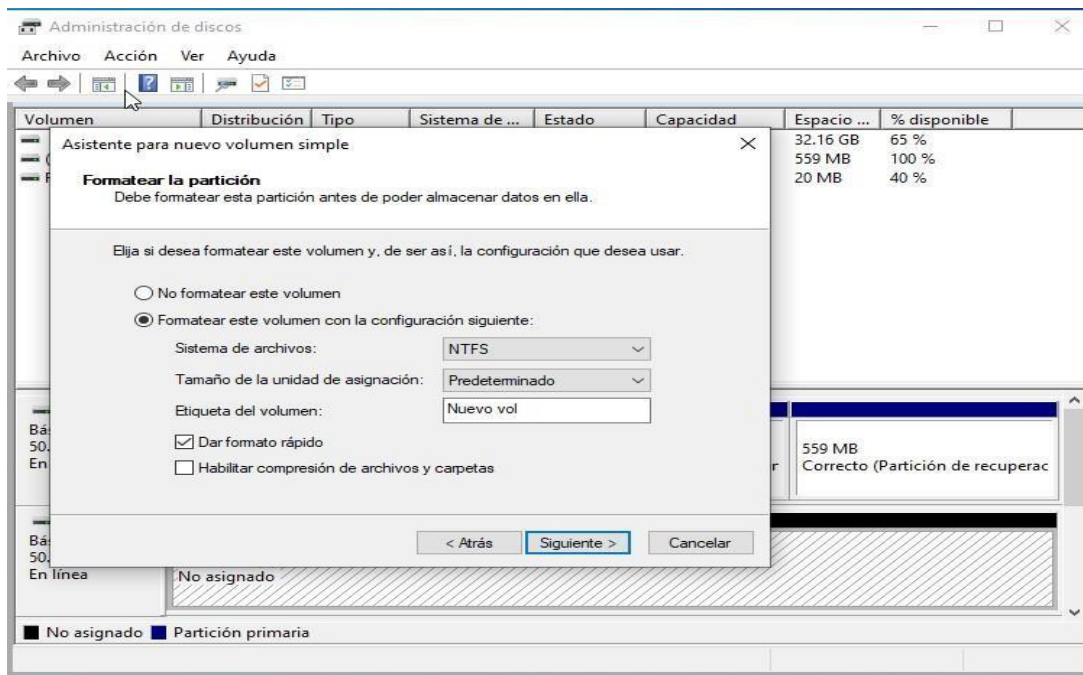 Administración de discos
Archivo Acción Ver Ayuda
Volumen Distribución Tipo Sistema de ... Estado Capacidad Espacio ... % disponible
32.16 GB 65 %
559 MB 100 %
20 MB 40 %
Asistente para nuevo volumen simple
Formatear la partición
Debe formatear esta partición antes de poder almacenar datos en ella.
Elija si desea formatear este volumen y, de ser así, la configuración que desea usar.
No formatear este volumen
Formatear este volumen con la configuración siguiente:
Sistema de archivos: NTFS
Tamaño de la unidad de asignación: Predeterminado
Etiqueta del volumen: Nuevo vol
Dar formato rápido
Habilitar compresión de archivos y carpetas
< Atrás Siguiente > Cancelar
Bá
50.
En
559 MB
Correcto (Partición de recuperac
Bá
50.
En línea
No asignado
No asignado Partición primaria